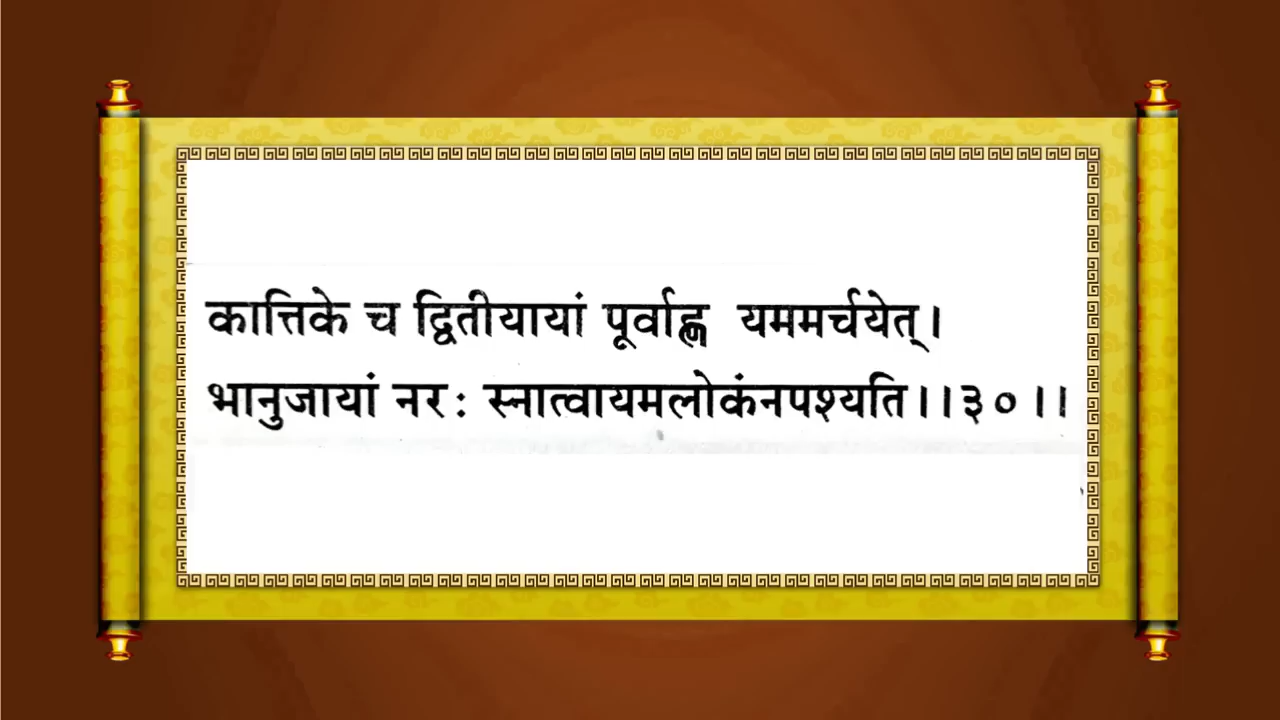 कात्तिके च द्वितीयायां पूर्वाह्ण यममर्चयेत्।
भानुजायां नरः स्नात्वायमलोकंनपश्यति।।३०।।